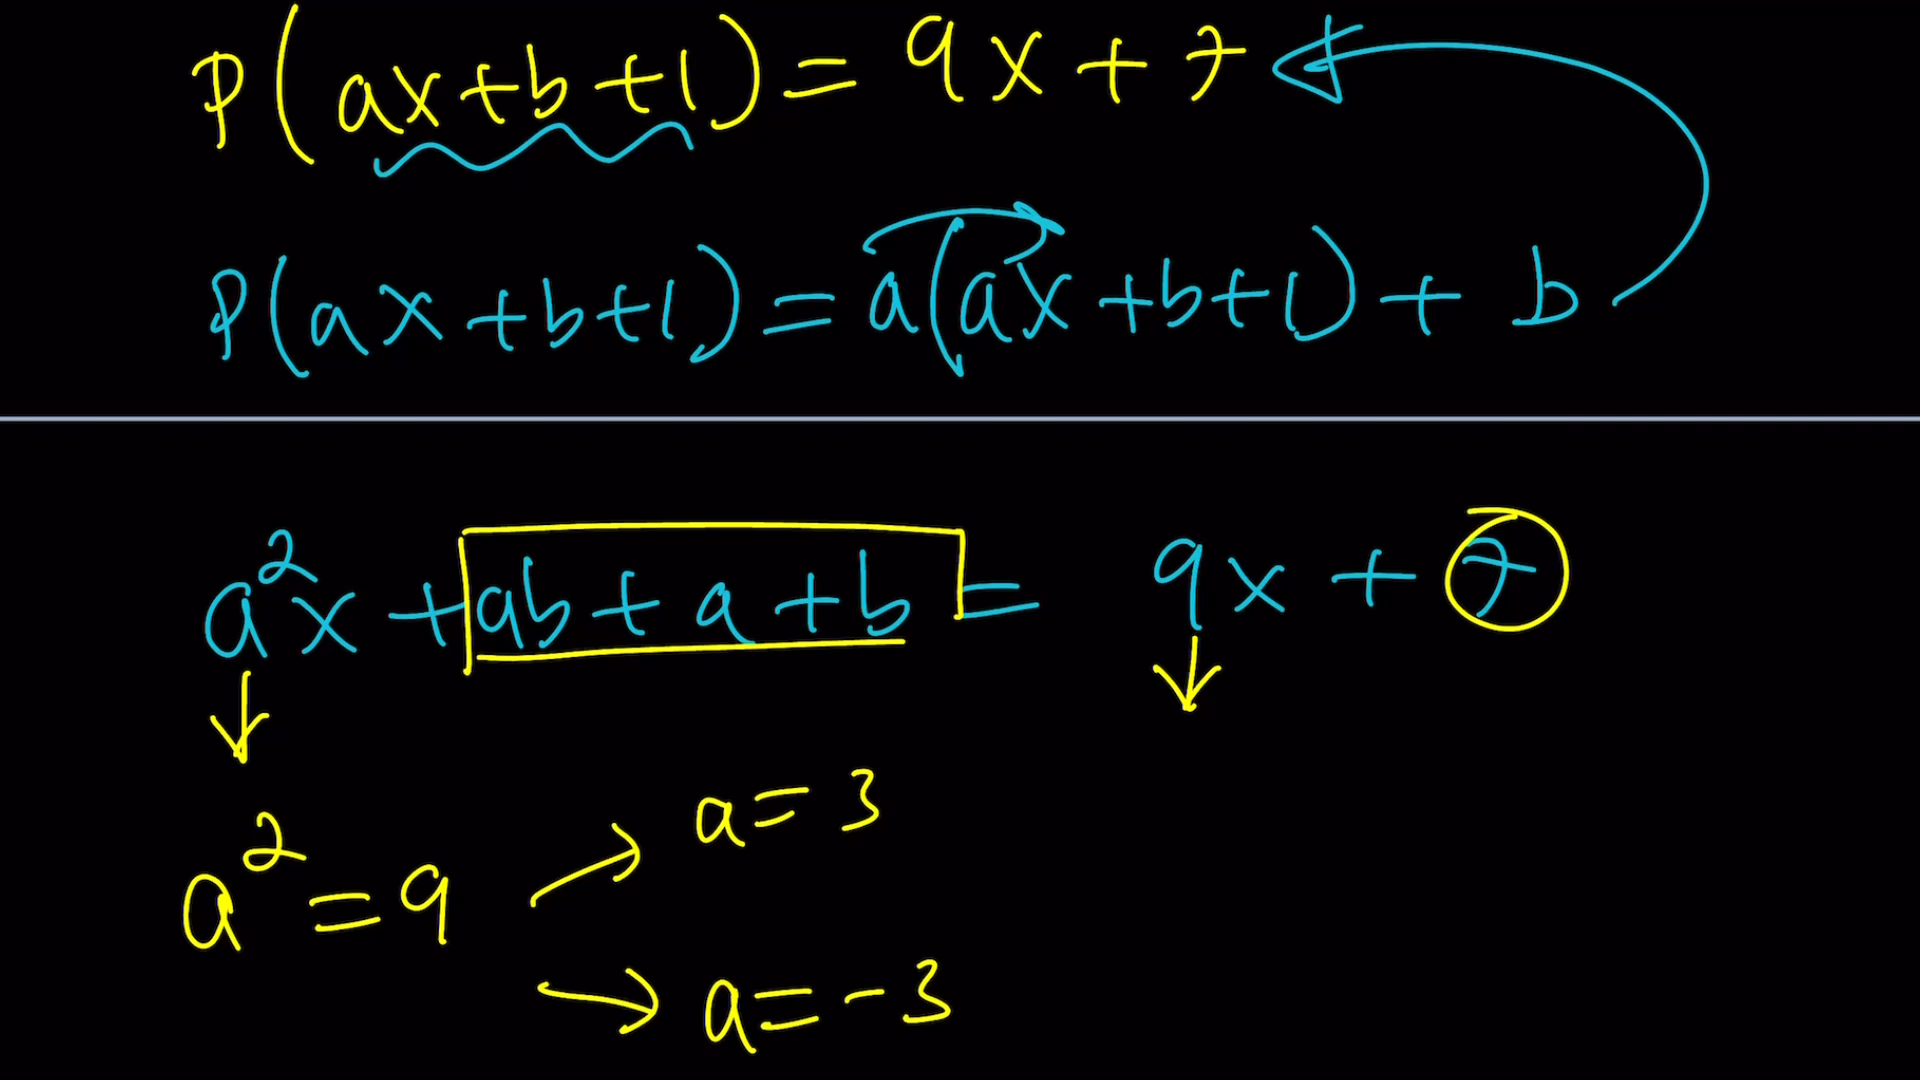 P(ax+b+1) = 9x + 7
P(ax+b+1) = a(ax+b+1) + b
a²x + ab + a + b = 9x + 7
a = 3
a² = 9
a = -3